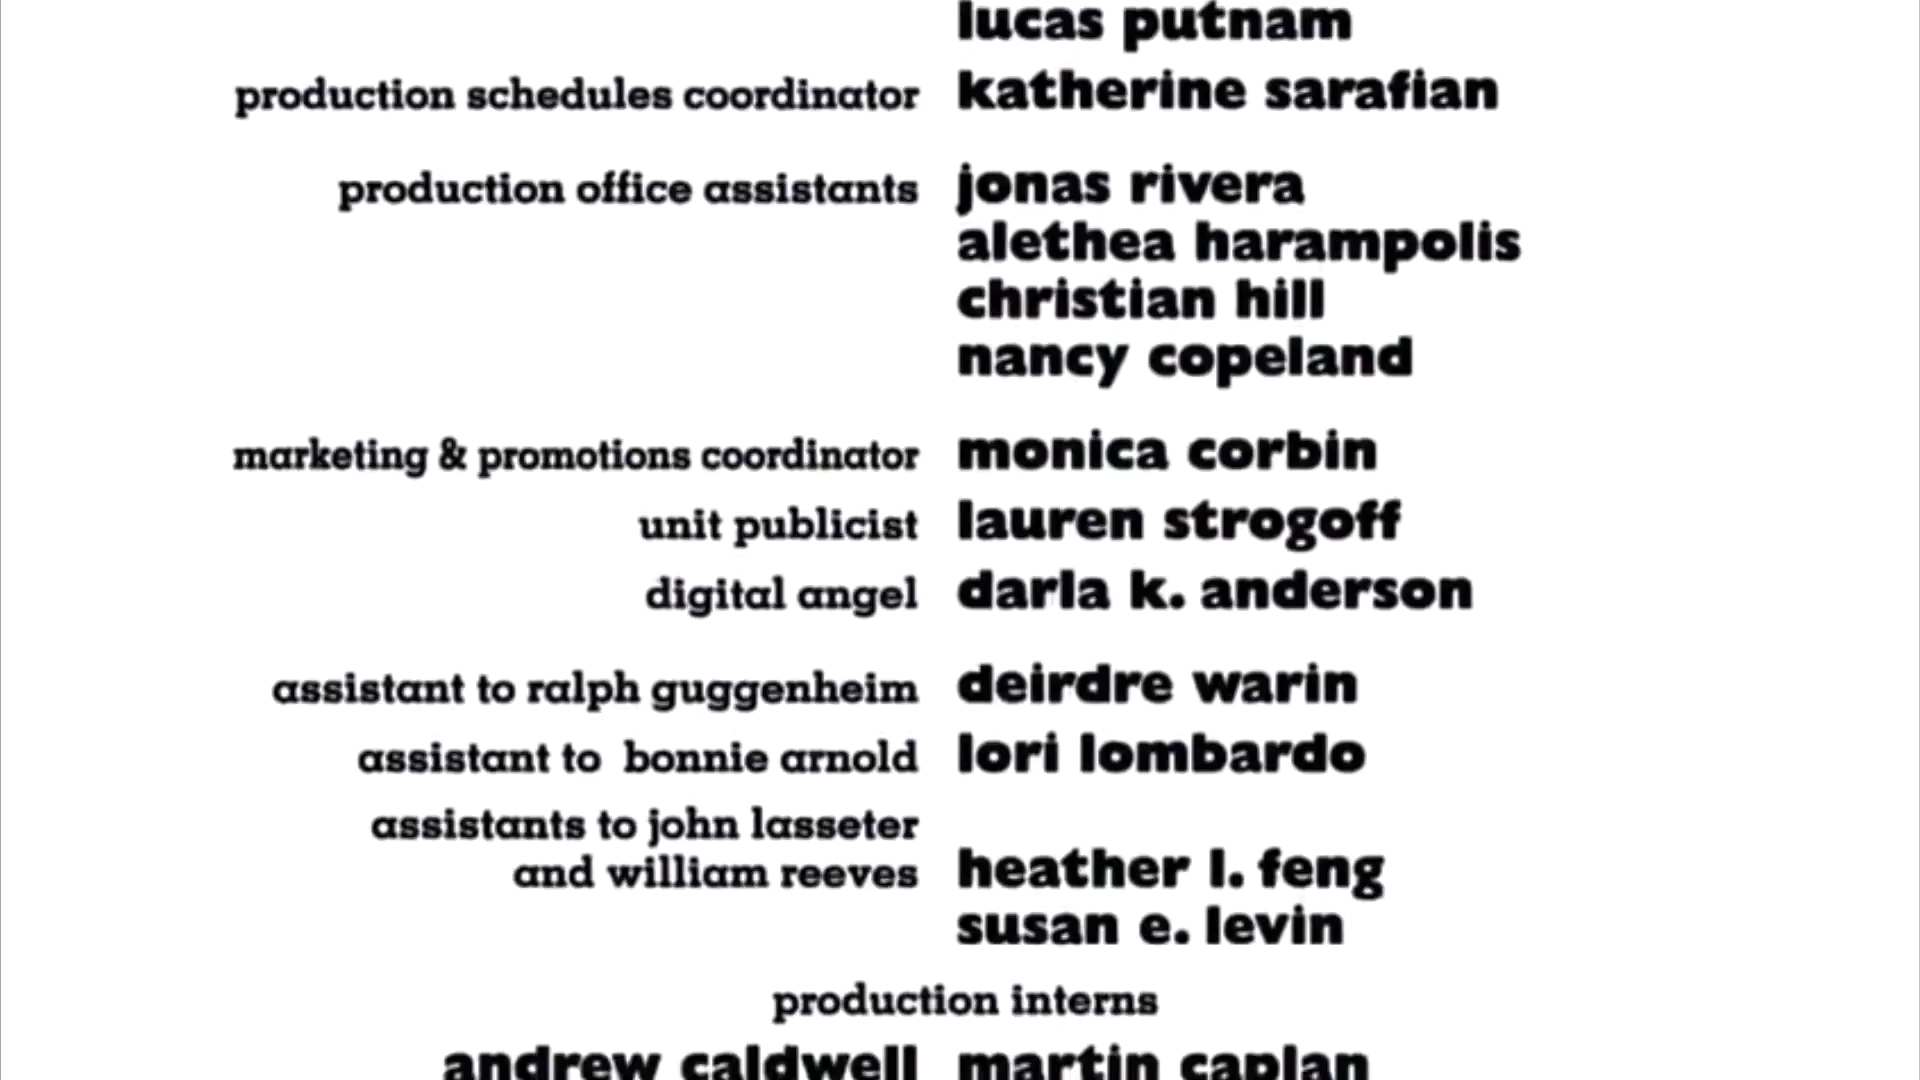 lucas putnam
production schedules coordinator katherine sarafian
production office assistants jonas rivera
alethea harampolis
christian hill
nancy copeland
marketing & promotions coordinator monica corbin
unit publicist lauren strogoff
digital angel darla k. anderson
assistant to ralph guggenheim deirdre warin
assistant to bonnie arnold lori lombardo
assistants to john lasseter
and william reeves heather l. feng
susan e. levin
production interns
andrew caldwell martin caplan